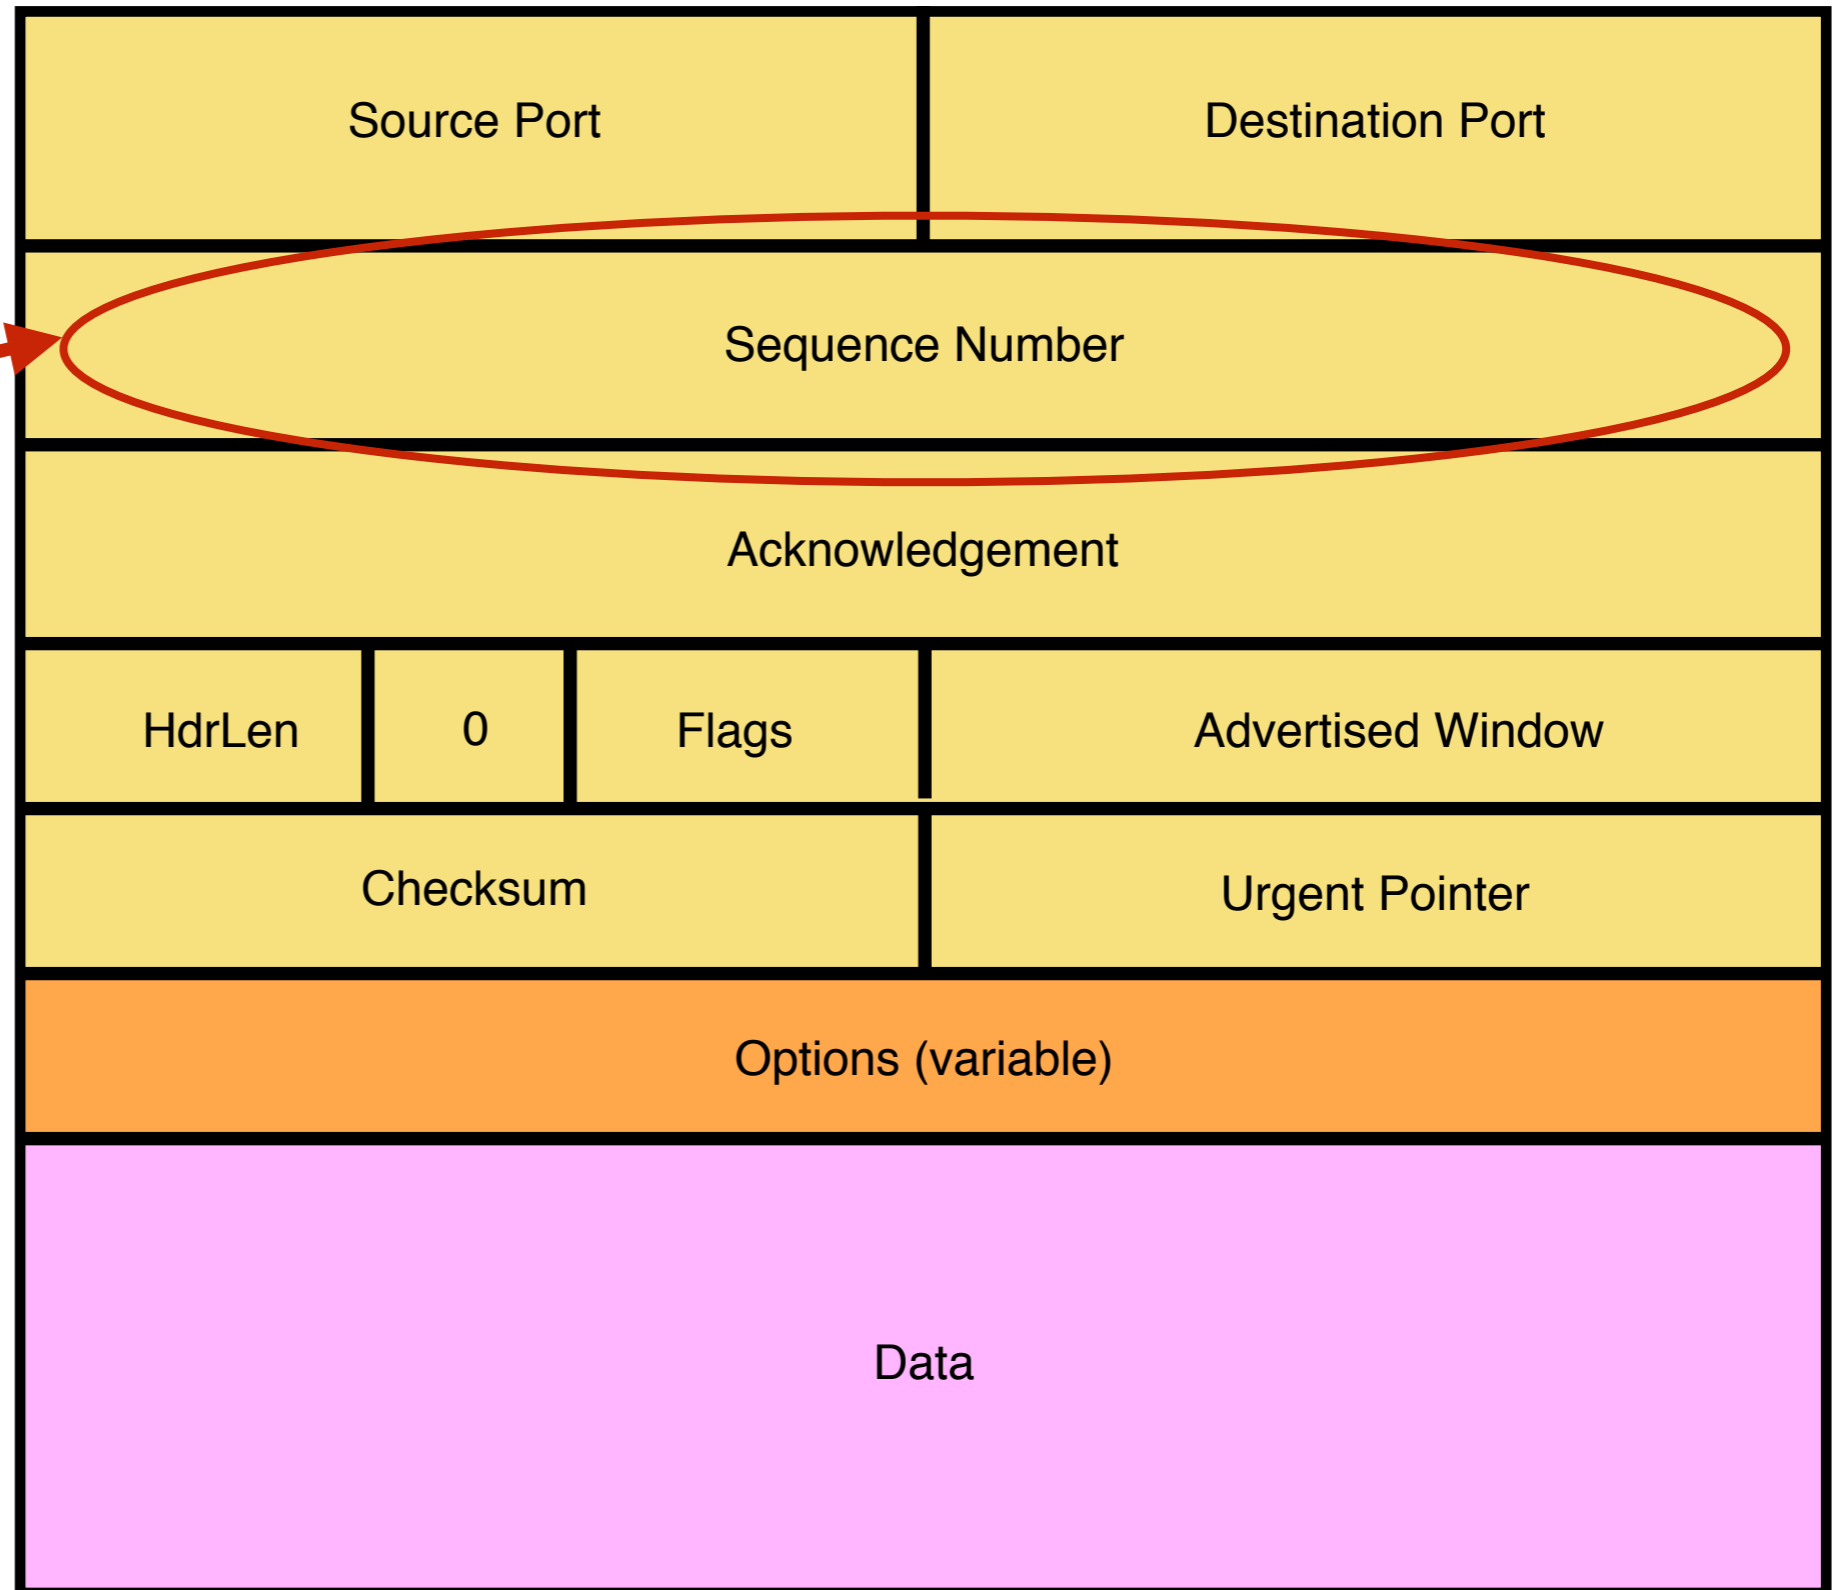 Source Port
Destination Port
Sequence Number
Acknowledgement
HdrLen
0
Flags
Advertised Window
Checksum
Urgent Pointer
Options (variable)
Data